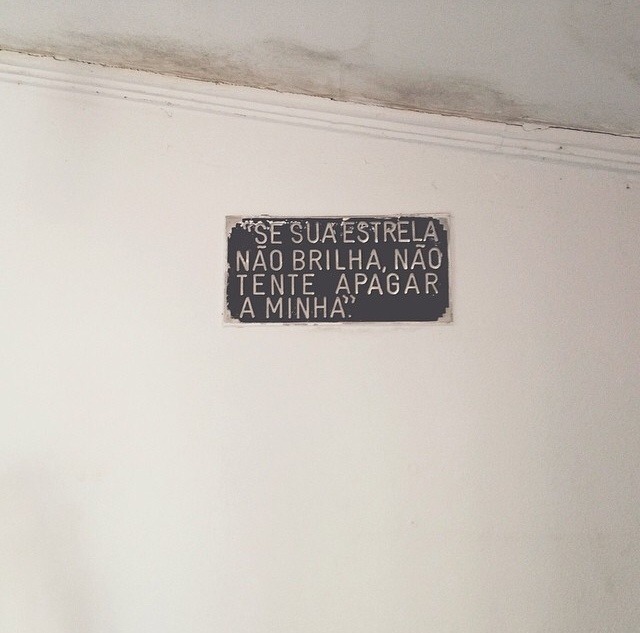 "SE SUA ESTRELA
NÃO BRILHA, NÃO
TENTE APAGAR
A MINHA".